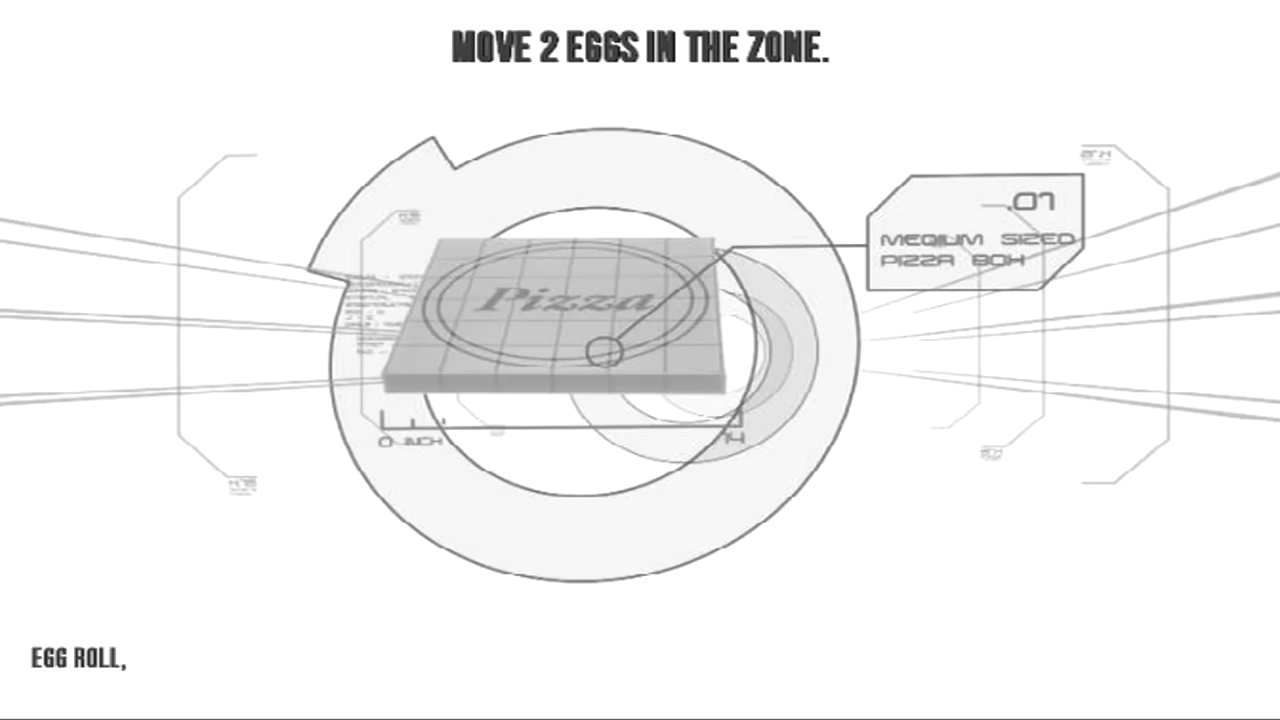 MOVE 2 EGGS IN THE ZONE.
.07
MEDIUM SIZED
PIZZA BOX
Pizza
0 INCH
14
EGG ROLL,